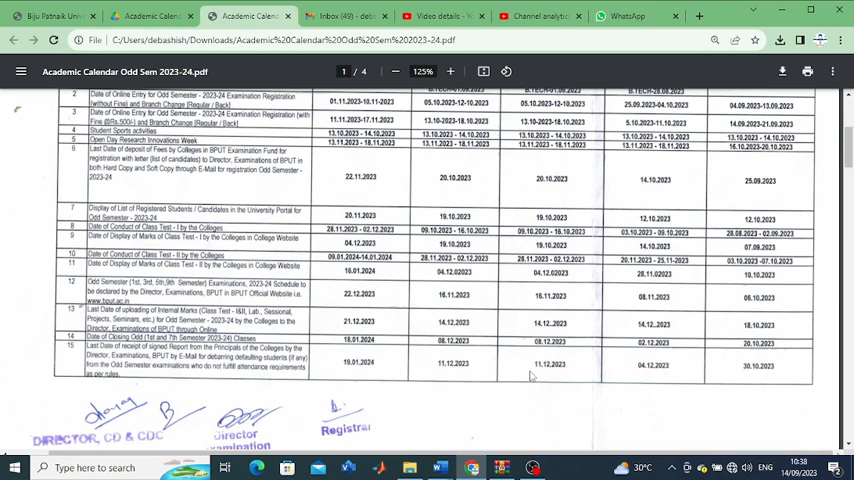 Biju Patnaik Univ
Academic Calenda
Academic Calenda
Inbox (49) - deba
Video details - Yo
Channel analytic
WhatsApp
File C:/Users/debashish/Downloads/Academic%20Calendar%20Odd%20Sem%202023-24.pdf
Academic Calendar Odd Sem 2023-24.pdf
1 / 4
125%
B.TECH-01.09.2023 B.TECH-28.08.2023
2 Date of Online Entry for Odd Semester - 2023-24 Examination Registration
(without Fine) and Branch Change [Regular / Back]
01.11.2023-10.11-2023 05.10.2023-12-10.2023 05.10.2023-12-10.2023 25.09.2023-04.10.2023 04.09.2023-13.09.2023
3 Date of Online Entry for Odd Semester - 2023-24 Examination Registration (with
Fine @Rs.500/-) and Branch Change [Regular / Back]
11.11.2023-17.11.2023 13.10.2023-18.10.2023 13.10.2023-18.10.2023 5.10.2023-11.10.2023 14.09.2023-21.09.2023
4 Student Sports activities 13.10.2023 - 14.10.2023 13.10.2023 - 14.10.2023 13.10.2023 - 14.10.2023 13.10.2023 - 14.10.2023 13.10.2023 - 14.10.2023
5 Open Day Research Innovations Week 13.11.2023 - 18.11.2023 13.11.2023 - 18.11.2023 13.11.2023 - 18.11.2023 13.11.2023 - 18.11.2023 16.10.2023-20.10.2023
6 Last Date of deposit of Fees by Colleges in BPUT Examination Fund for
registration with letter (list of candidates) to Director, Examinations of BPUT in
both Hard Copy and Soft Copy through E-Mail for registration Odd Semester -
2023-24
22.11.2023 20.10.2023 20.10.2023 14.10.2023 25.09.2023
7 Display of List of Registered Students / Candidates in the University Portal for
Odd Semester - 2023-24
20.11.2023 19.10.2023 19.10.2023 12.10.2023 12.10.2023
8 Date of Conduct of Class Test - I by the Colleges 28.11.2023 - 02.12.2023 09.10.2023 - 16.10.2023 09.10.2023 - 16.10.2023 03.10.2023 - 09.10.2023 28.08.2023 - 02.09.2023
9 Date of Display of Marks of Class Test - I by the Colleges in College Website
04.12.2023 19.10.2023 19.10.2023 14.10.2023 07.09.2023
10 Date of Conduct of Class Test - II by the Colleges 09.01.2024-14.01.2024 28.11.2023 - 02.12.2023 28.11.2023 - 02.12.2023 20.11.2023 - 25.11-2023 03.10.2023 -07.10.2023
11 Date of Display of Marks of Class Test - II by the Colleges in College Website
16.01.2024 04.12.2023 04.12.2023 28.11.2023 10.10.2023
12 Odd Semester (1st, 3rd, 5th,9th Semester) Examinations, 2023-24 Schedule to
be declared by the Director, Examinations, BPUT in BPUT Official Website i.e.
www.bput.ac.in
22.12.2023 16.11.2023 16.11.2023 08.11.2023 06.10.2023
13 Last Date of uploading of Internal Marks (Class Test - I&II, Lab., Sessional,
Projects, Seminars, etc.) for Odd Semester - 2023-24 by the Colleges to the
Director, Examinations of BPUT through Online
21.12.2023 14.12.2023 14.12..2023 14.12..2023 18.10.2023
14 Date of Closing Odd (1st and 7th Semester 2023-24) Classes 18.01.2024 08.12.2023 08.12.2023 02.12.2023 20.10.2023
15 Last Date of receipt of signed Report from the Principals of the Colleges by the
Director, Examinations, BPUT by E-Mail for debarring defaulting students (if any)
from the Odd Semester examinations who do not fulfill attendance requirements
as per rules.
19.01.2024 11.12.2023 11.12.2023 04.12.2023 30.10.2023
DIRECTOR, CD & CDC
Director
Registrar
Type here to search
30°C
ENG
10:38
14/09/2023